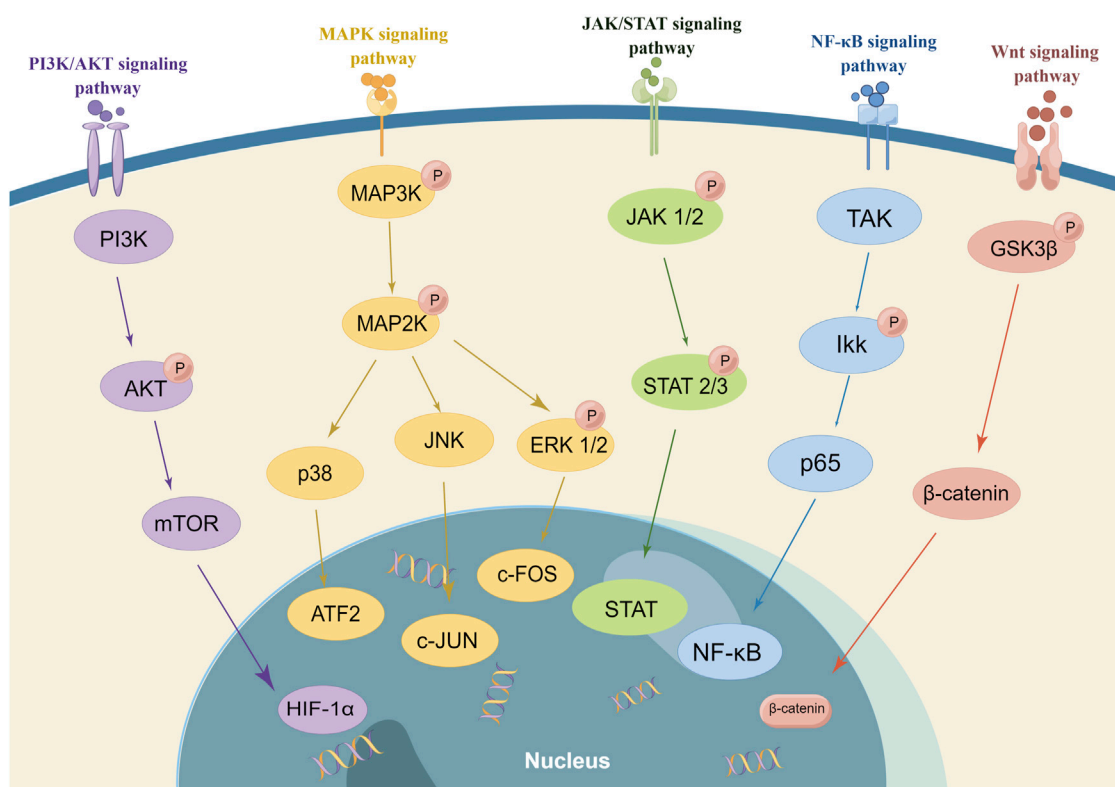 PI3K/AKT signaling
pathway
MAPK signaling
pathway
JAK/STAT signaling
pathway
NF-κB signaling
pathway
Wnt signaling
pathway
PI3K
AKT
P
mTOR
HIF-1α
MAP3K
P
MAP2K
P
p38
JNK
ERK 1/2
P
ATF2
c-JUN
c-FOS
JAK 1/2
P
STAT 2/3
P
STAT
TAK
Ikk
P
p65
NF-κB
GSK3β
P
β-catenin
β-catenin
Nucleus